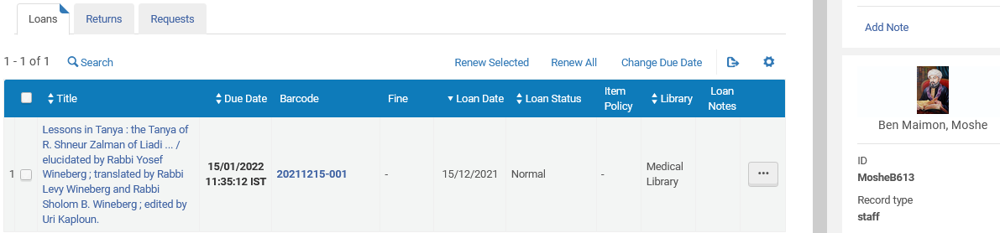 Loans Returns Requests
1 - 1 of 1 Search Renew Selected Renew All Change Due Date
Title Due Date Barcode Fine Loan Date Loan Status Item Policy Library Loan Notes
1
Lessons in Tanya : the Tanya of
R. Shneur Zalman of Liadi ... /
elucidated by Rabbi Yosef
Wineberg ; translated by Rabbi
Levy Wineberg and Rabbi
Sholom B. Wineberg ; edited by
Uri Kaploun.
15/01/2022
11:35:12 IST
20211215-001
-
15/12/2021
Normal
-
Medical
Library
...
Add Note
Ben Maimon, Moshe
ID
MosheB613
Record type
staff